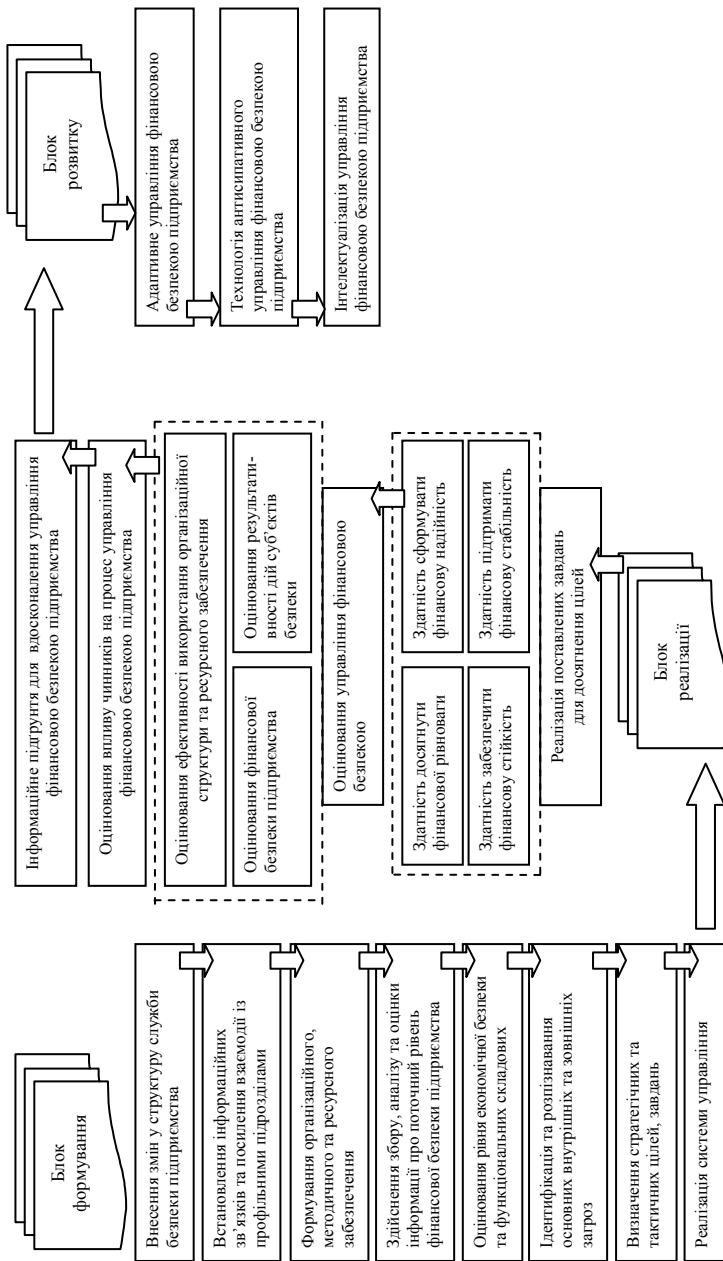 Блок
формування
Внесення змін у структуру служби
безпеки підприємства
Встановлення інформаційних
зв’язків та посилення взаємодії із
профільними підрозділами
Формування організаційного,
методичного та ресурсного
забезпечення
Здійснення збору, аналізу та оцінки
інформації про поточний рівень
фінансової безпеки підприємства
Оцінювання рівня економічної безпеки
та функціональних складових
Ідентифікація та розпізнавання
основних внутрішніх та зовнішніх
загроз
Визначення стратегічних та
тактичних цілей, завдань
Реалізація системи управління
Інформаційне підґрунтя для вдосконалення управління
фінансовою безпекою підприємства
Оцінювання впливу чинників на процес управління
фінансовою безпекою підприємства
Оцінювання ефективності використання організаційної
структури та ресурсного забезпечення
Оцінювання фінансової
безпеки підприємства
Оцінювання результати-
вності дій суб’єктів
безпеки
Оцінювання управління фінансовою
безпекою
Здатність досягнути
фінансової рівноваги
Здатність сформувати
фінансову надійність
Здатність забезпечити
фінансову стійкість
Здатність підтримати
фінансову стабільність
Реалізація поставлених завдань
для досягнення цілей
Блок
реалізації
Блок
розвитку
Адаптивне управління фінансовою
безпекою підприємства
Технологія антисипативного
управління фінансовою безпекою
підприємства
Інтелектуалізація управління
фінансовою безпекою підприємства